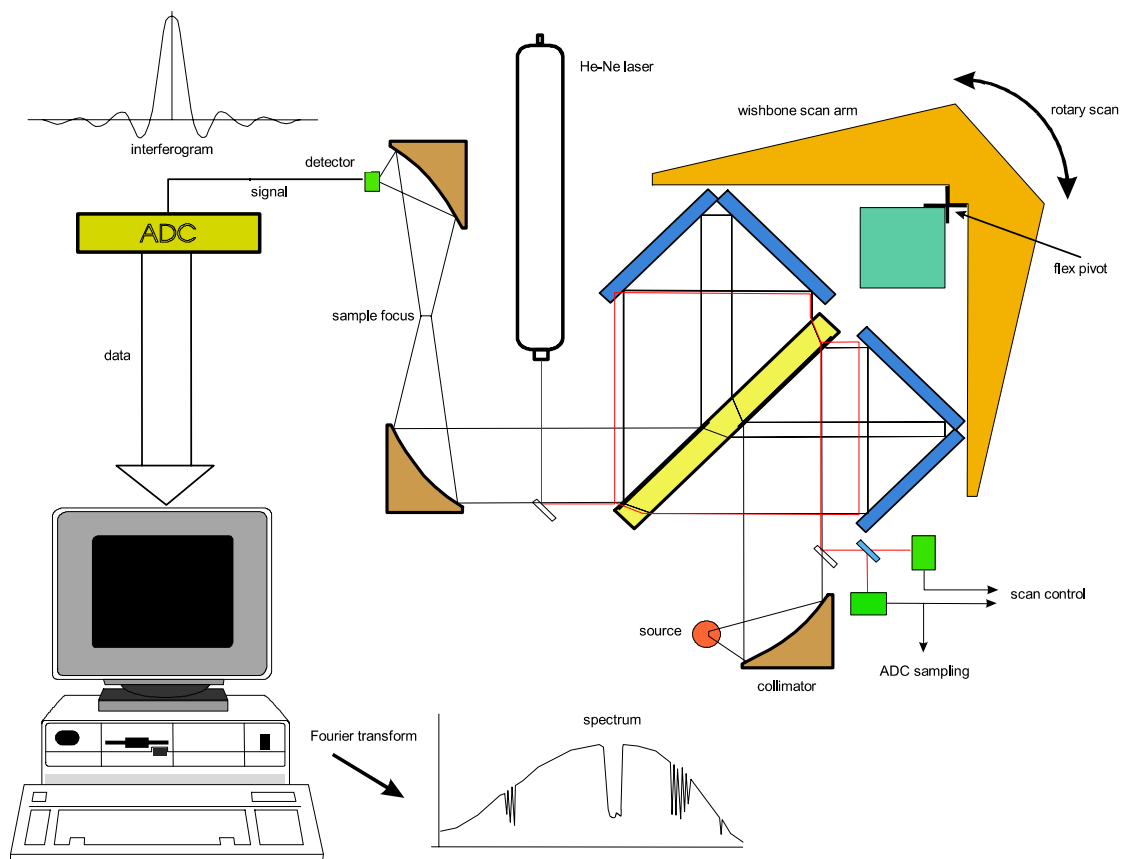 He-Ne laser
wishbone scan arm
rotary scan
interferogram
detector
signal
ADC
flex pivot
sample focus
data
scan control
source
ADC sampling
collimator
spectrum
Fourier transform